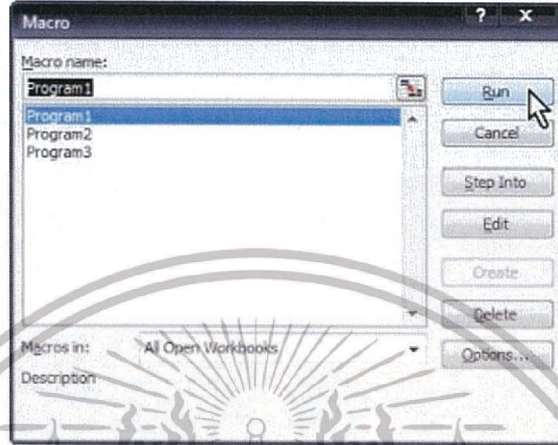 Macro
Macro name:
Program1
Program1
Program2
Program3
Macros in:
All Open Workbooks
Description
Run
Cancel
Step Into
Edit
Create
Delete
Options...